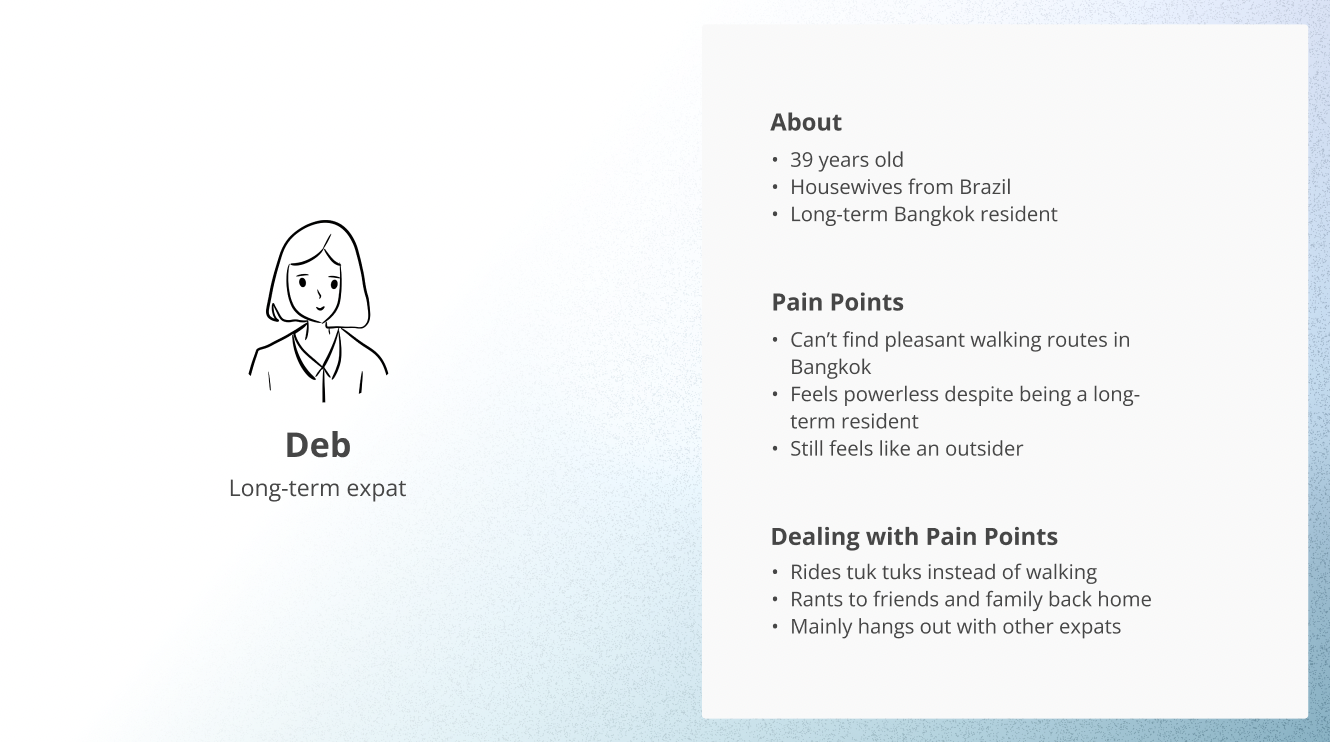 Deb
Long-term expat
About
• 39 years old
• Housewives from Brazil
• Long-term Bangkok resident
Pain Points
• Can’t find pleasant walking routes in
Bangkok
• Feels powerless despite being a long-
term resident
• Still feels like an outsider
Dealing with Pain Points
• Rides tuk tuks instead of walking
• Rants to friends and family back home
• Mainly hangs out with other expats